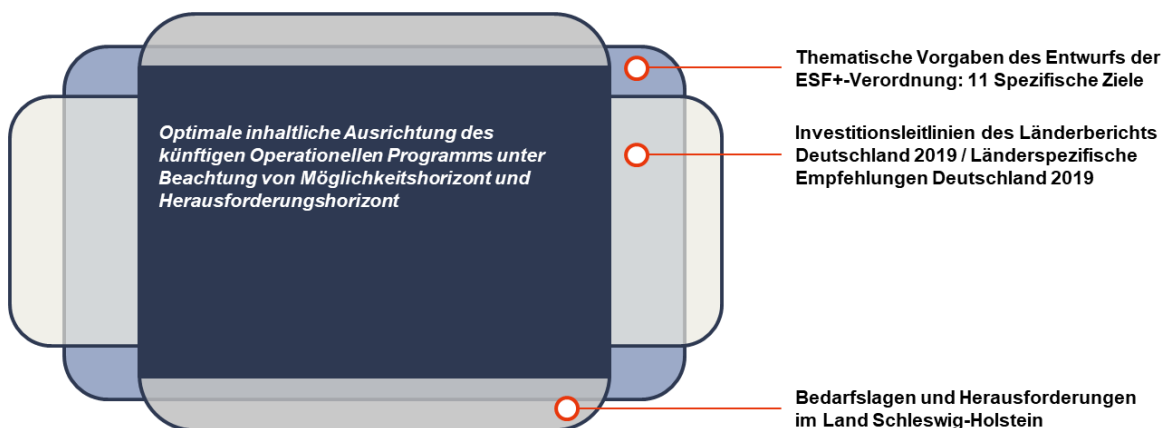 Optimale inhaltliche Ausrichtung des
künftigen Operationellen Programms unter
Beachtung von Möglichkeitshorizont und
Herausforderungshorizont
Thematische Vorgaben des Entwurfs der
ESF+-Verordnung: 11 Spezifische Ziele
Investitionsleitlinien des Länderberichts
Deutschland 2019 / Länderspezifische
Empfehlungen Deutschland 2019
Bedarfslagen und Herausforderungen
im Land Schleswig-Holstein